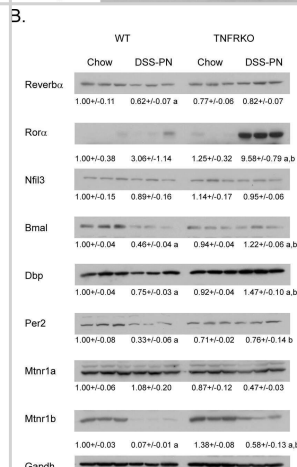 B.
WT TNFRKO
Chow DSS-PN Chow DSS-PN
Reverbα
1.00+/-0.11 0.62+/-0.07 a 0.77+/-0.06 0.82+/-0.07
Rorα
1.00+/-0.38 3.06+/-1.14 1.25+/-0.32 9.58+/-0.79 a,b
Nfil3
1.00+/-0.15 0.89+/-0.16 1.14+/-0.17 0.95+/-0.06
Bmal
1.00+/-0.04 0.46+/-0.04 a 0.94+/-0.04 1.22+/-0.06 a,b
Dbp
1.00+/-0.04 0.75+/-0.03 a 0.92+/-0.04 1.47+/-0.10 a,b
Per2
1.00+/-0.08 0.33+/-0.06 a 0.71+/-0.02 0.76+/-0.14 b
Mtnr1a
1.00+/-0.06 1.08+/-0.20 0.87+/-0.12 0.47+/-0.03
Mtnr1b
1.00+/-0.03 0.07+/-0.01 a 1.38+/-0.08 0.58+/-0.13 a,b
Gapdh